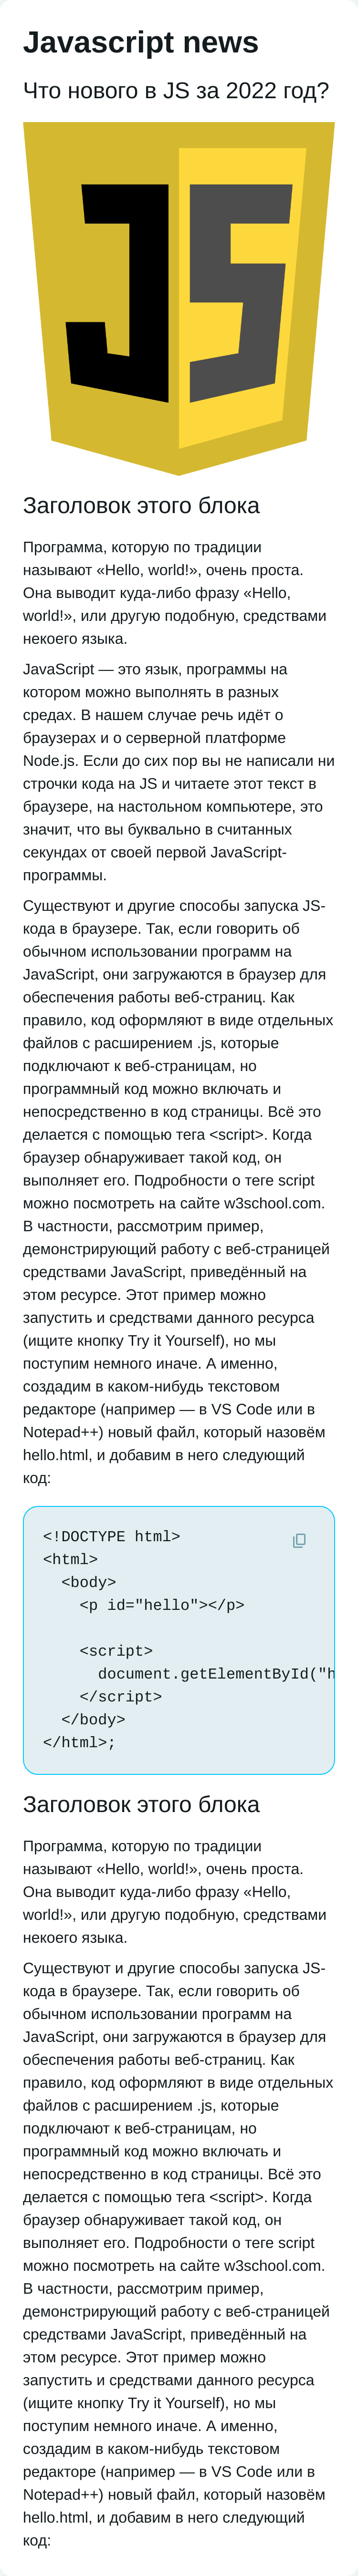 Javascript news
Что нового в JS за 2022 год?
JS
Заголовок этого блока
Программа, которую по традиции
называют «Hello, world!», очень проста.
Она выводит куда-либо фразу «Hello,
world!», или другую подобную, средствами
некоего языка.
JavaScript — это язык, программы на
котором можно выполнять в разных
средах. В нашем случае речь идёт о
браузерах и о серверной платформе
Node.js. Если до сих пор вы не написали ни
строчки кода на JS и читаете этот текст в
браузере, на настольном компьютере, это
значит, что вы буквально в считанных
секундах от своей первой JavaScript-
программы.
Существуют и другие способы запуска JS-
кода в браузере. Так, если говорить об
обычном использовании программ на
JavaScript, они загружаются в браузер для
обеспечения работы веб-страниц. Как
правило, код оформляют в виде отдельных
файлов с расширением .js, которые
подключают к веб-страницам, но
программный код можно включать и
непосредственно в код страницы. Всё это
делается с помощью тега <script>. Когда
браузер обнаруживает такой код, он
выполняет его. Подробности о теге script
можно посмотреть на сайте w3school.com.
В частности, рассмотрим пример,
демонстрирующий работу с веб-страницей
средствами JavaScript, приведённый на
этом ресурсе. Этот пример можно
запустить и средствами данного ресурса
(ищите кнопку Try it Yourself), но мы
поступим немного иначе. А именно,
создадим в каком-нибудь текстовом
редакторе (например — в VS Code или в
Notepad++) новый файл, который назовём
hello.html, и добавим в него следующий
код:
<!DOCTYPE html>
<html>
  <body>
    <p id="hello"></p>
    <script>
      document.getElementById("h
    </script>
  </body>
</html>;
Заголовок этого блока
Программа, которую по традиции
называют «Hello, world!», очень проста.
Она выводит куда-либо фразу «Hello,
world!», или другую подобную, средствами
некоего языка.
Существуют и другие способы запуска JS-
кода в браузере. Так, если говорить об
обычном использовании программ на
JavaScript, они загружаются в браузер для
обеспечения работы веб-страниц. Как
правило, код оформляют в виде отдельных
файлов с расширением .js, которые
подключают к веб-страницам, но
программный код можно включать и
непосредственно в код страницы. Всё это
делается с помощью тега <script>. Когда
браузер обнаруживает такой код, он
выполняет его. Подробности о теге script
можно посмотреть на сайте w3school.com.
В частности, рассмотрим пример,
демонстрирующий работу с веб-страницей
средствами JavaScript, приведённый на
этом ресурсе. Этот пример можно
запустить и средствами данного ресурса
(ищите кнопку Try it Yourself), но мы
поступим немного иначе. А именно,
создадим в каком-нибудь текстовом
редакторе (например — в VS Code или в
Notepad++) новый файл, который назовём
hello.html, и добавим в него следующий
код: